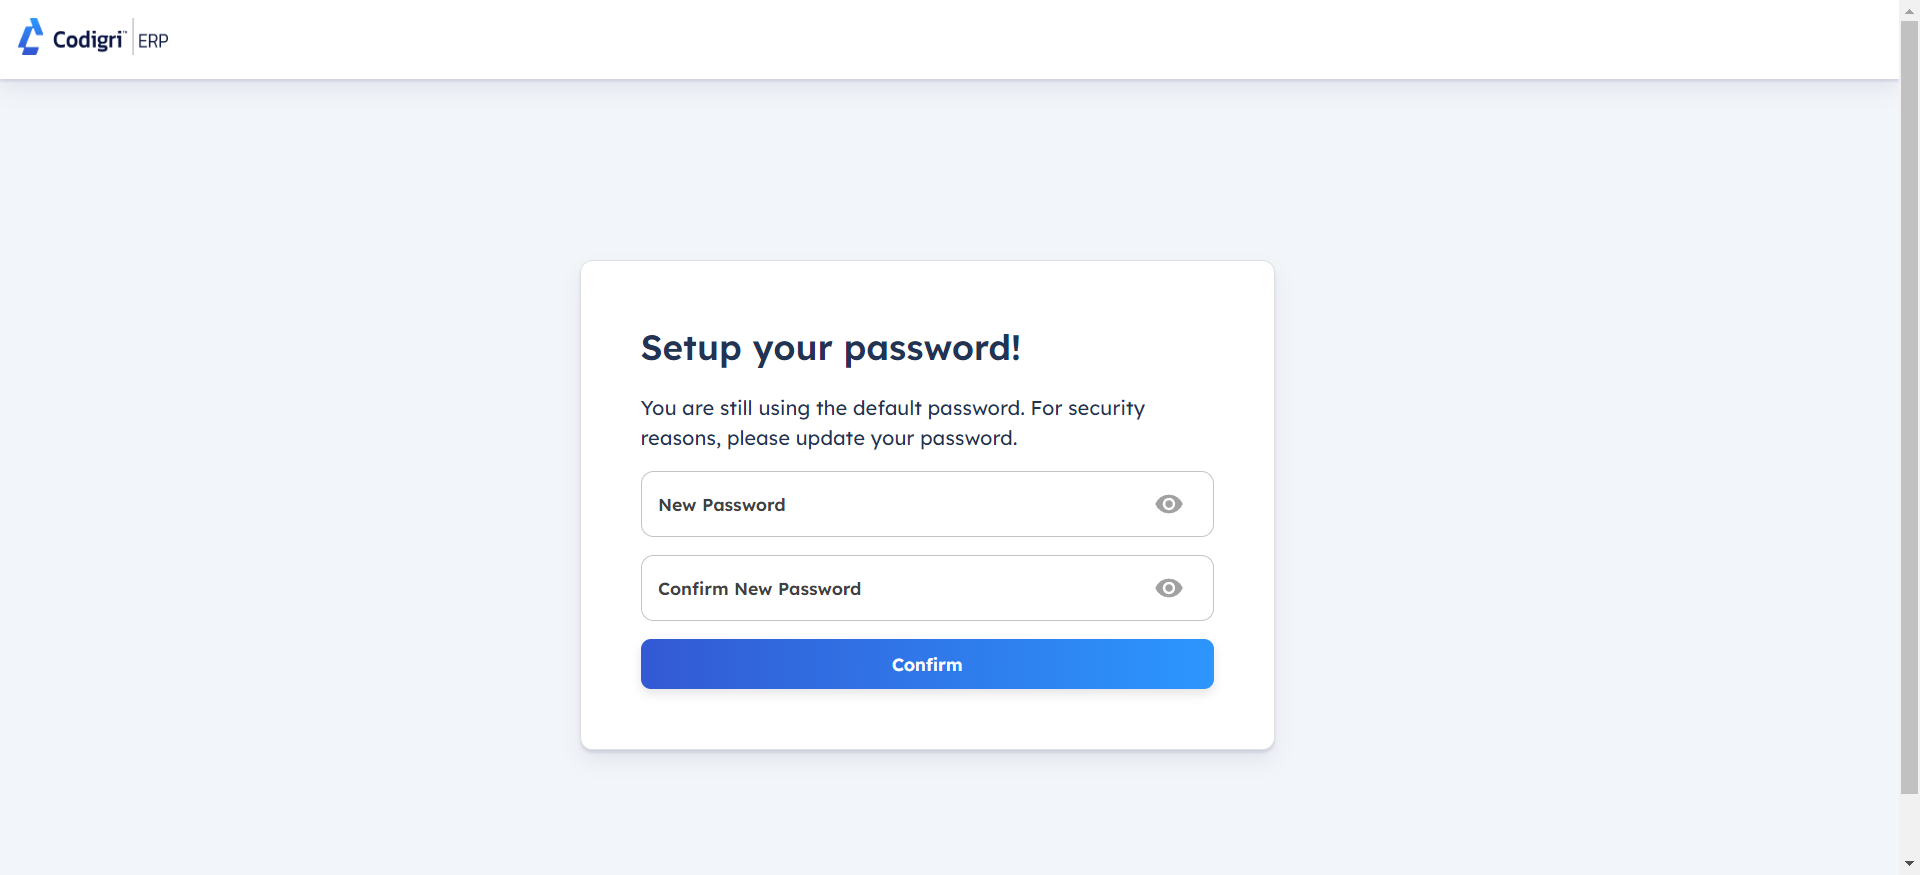 Codigri™ ERP
Setup your password!
You are still using the default password. For security
reasons, please update your password.
New Password
Confirm New Password
Confirm